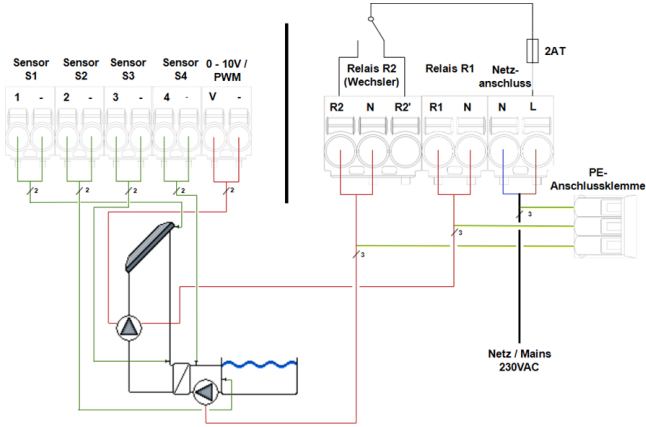 Sensor S1
Sensor S2
Sensor S3
Sensor S4
0 - 10V / PWM
1 -
2 -
3 -
4 -
V -
2
2
2
2
2
Relais R2 (Wechsler)
Relais R1
Netz-
anschluss
2AT
R2 N R2'
R1 N
N L
PE-
Anschlussklemme
3
3
3
Netz / Mains
230VAC